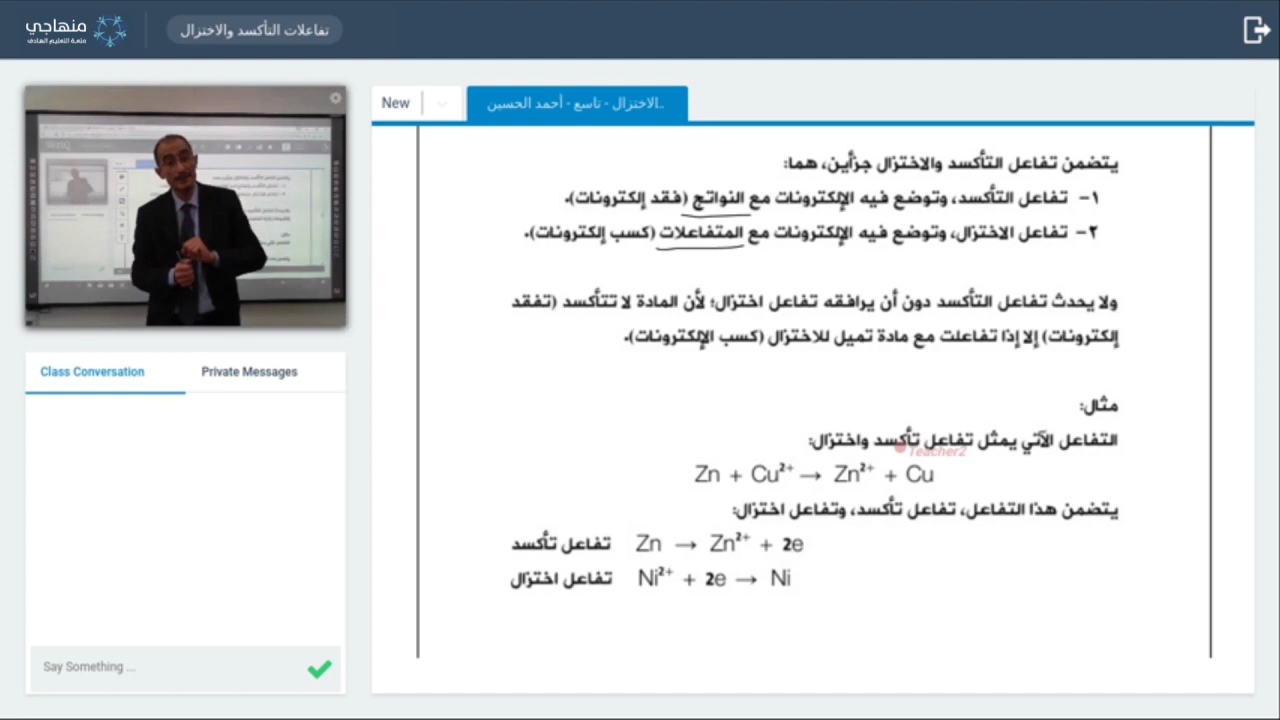 منهاجي
متعة التعليم الهادف
تفاعلات التأكسد والاختزال
New
..الاختزال - تاسع - أحمد الحسين
يتضمن تفاعل التأكسد والاختزال جزأين، هما:
١- تفاعل التأكسد، وتوضع فيه الإلكترونات مع النواتج (فقد إلكترونات).
٢- تفاعل الاختزال، وتوضع فيه الإلكترونات مع المتفاعلات (كسب إلكترونات).
ولا يحدث تفاعل التأكسد دون أن يرافقه تفاعل اختزال؛ لأن المادة لا تتأكسد (تفقد
إلكترونات) إلا إذا تفاعلت مع مادة تميل للاختزال (كسب الإلكترونات).
مثال:
التفاعل الآتي يمثل تفاعل تأكسد واختزال:
Teacher2
Zn + Cu²⁺ → Zn²⁺ + Cu
يتضمن هذا التفاعل، تفاعل تأكسد، وتفاعل اختزال:
تفاعل تأكسد Zn → Zn²⁺ + 2e
تفاعل اختزال Ni²⁺ + 2e → Ni
Class Conversation
Private Messages
Say Something ...